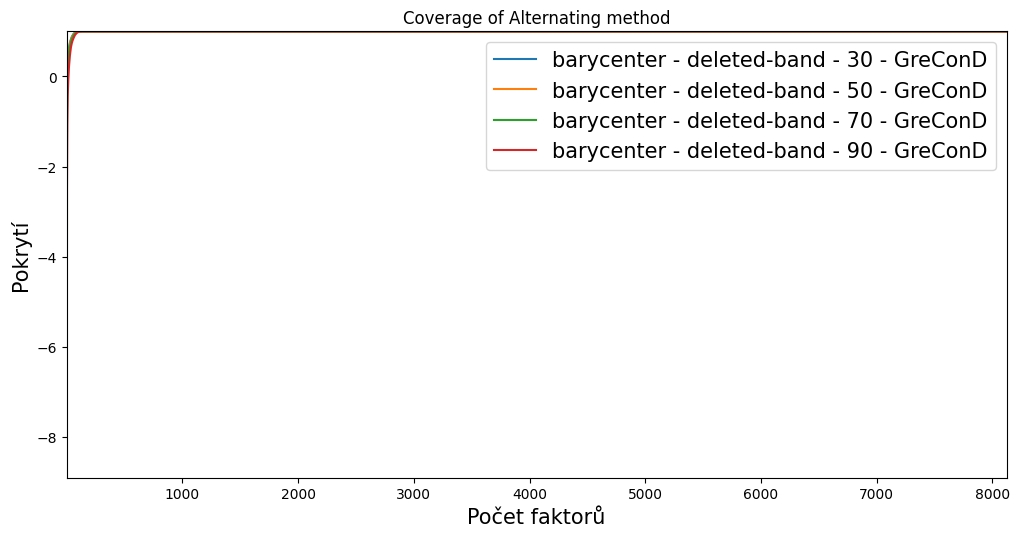 Coverage of Alternating method
barycenter - deleted-band - 30 - GreConD
barycenter - deleted-band - 50 - GreConD
barycenter - deleted-band - 70 - GreConD
barycenter - deleted-band - 90 - GreConD
Pokrytí
0
−2
−4
−6
−8
1000 2000 3000 4000 5000 6000 7000 8000
Počet faktorů